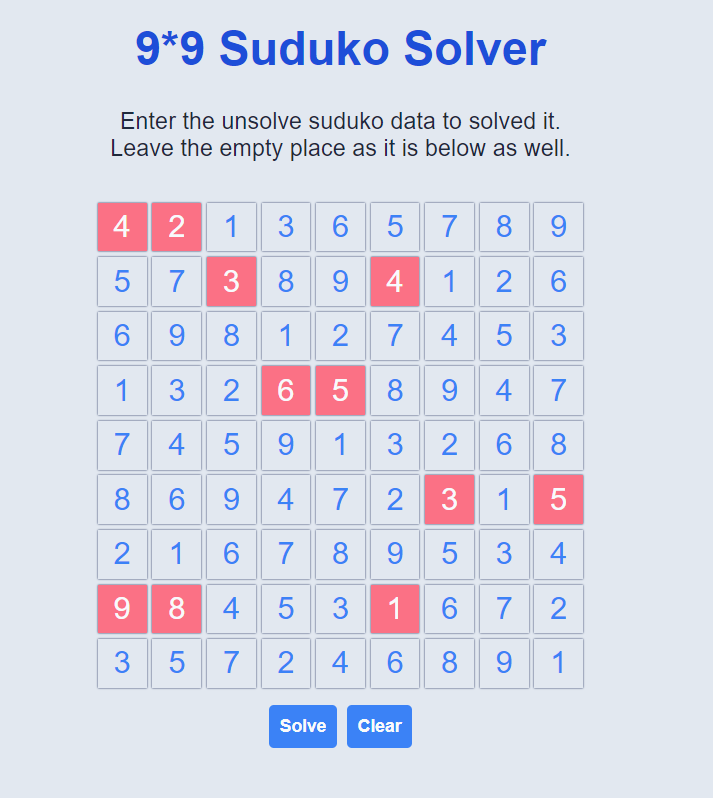 9*9 Suduko Solver
Enter the unsolve suduko data to solved it.
Leave the empty place as it is below as well.
4 2 1 3 6 5 7 8 9
5 7 3 8 9 4 1 2 6
6 9 8 1 2 7 4 5 3
1 3 2 6 5 8 9 4 7
7 4 5 9 1 3 2 6 8
8 6 9 4 7 2 3 1 5
2 1 6 7 8 9 5 3 4
9 8 4 5 3 1 6 7 2
3 5 7 2 4 6 8 9 1
Solve Clear